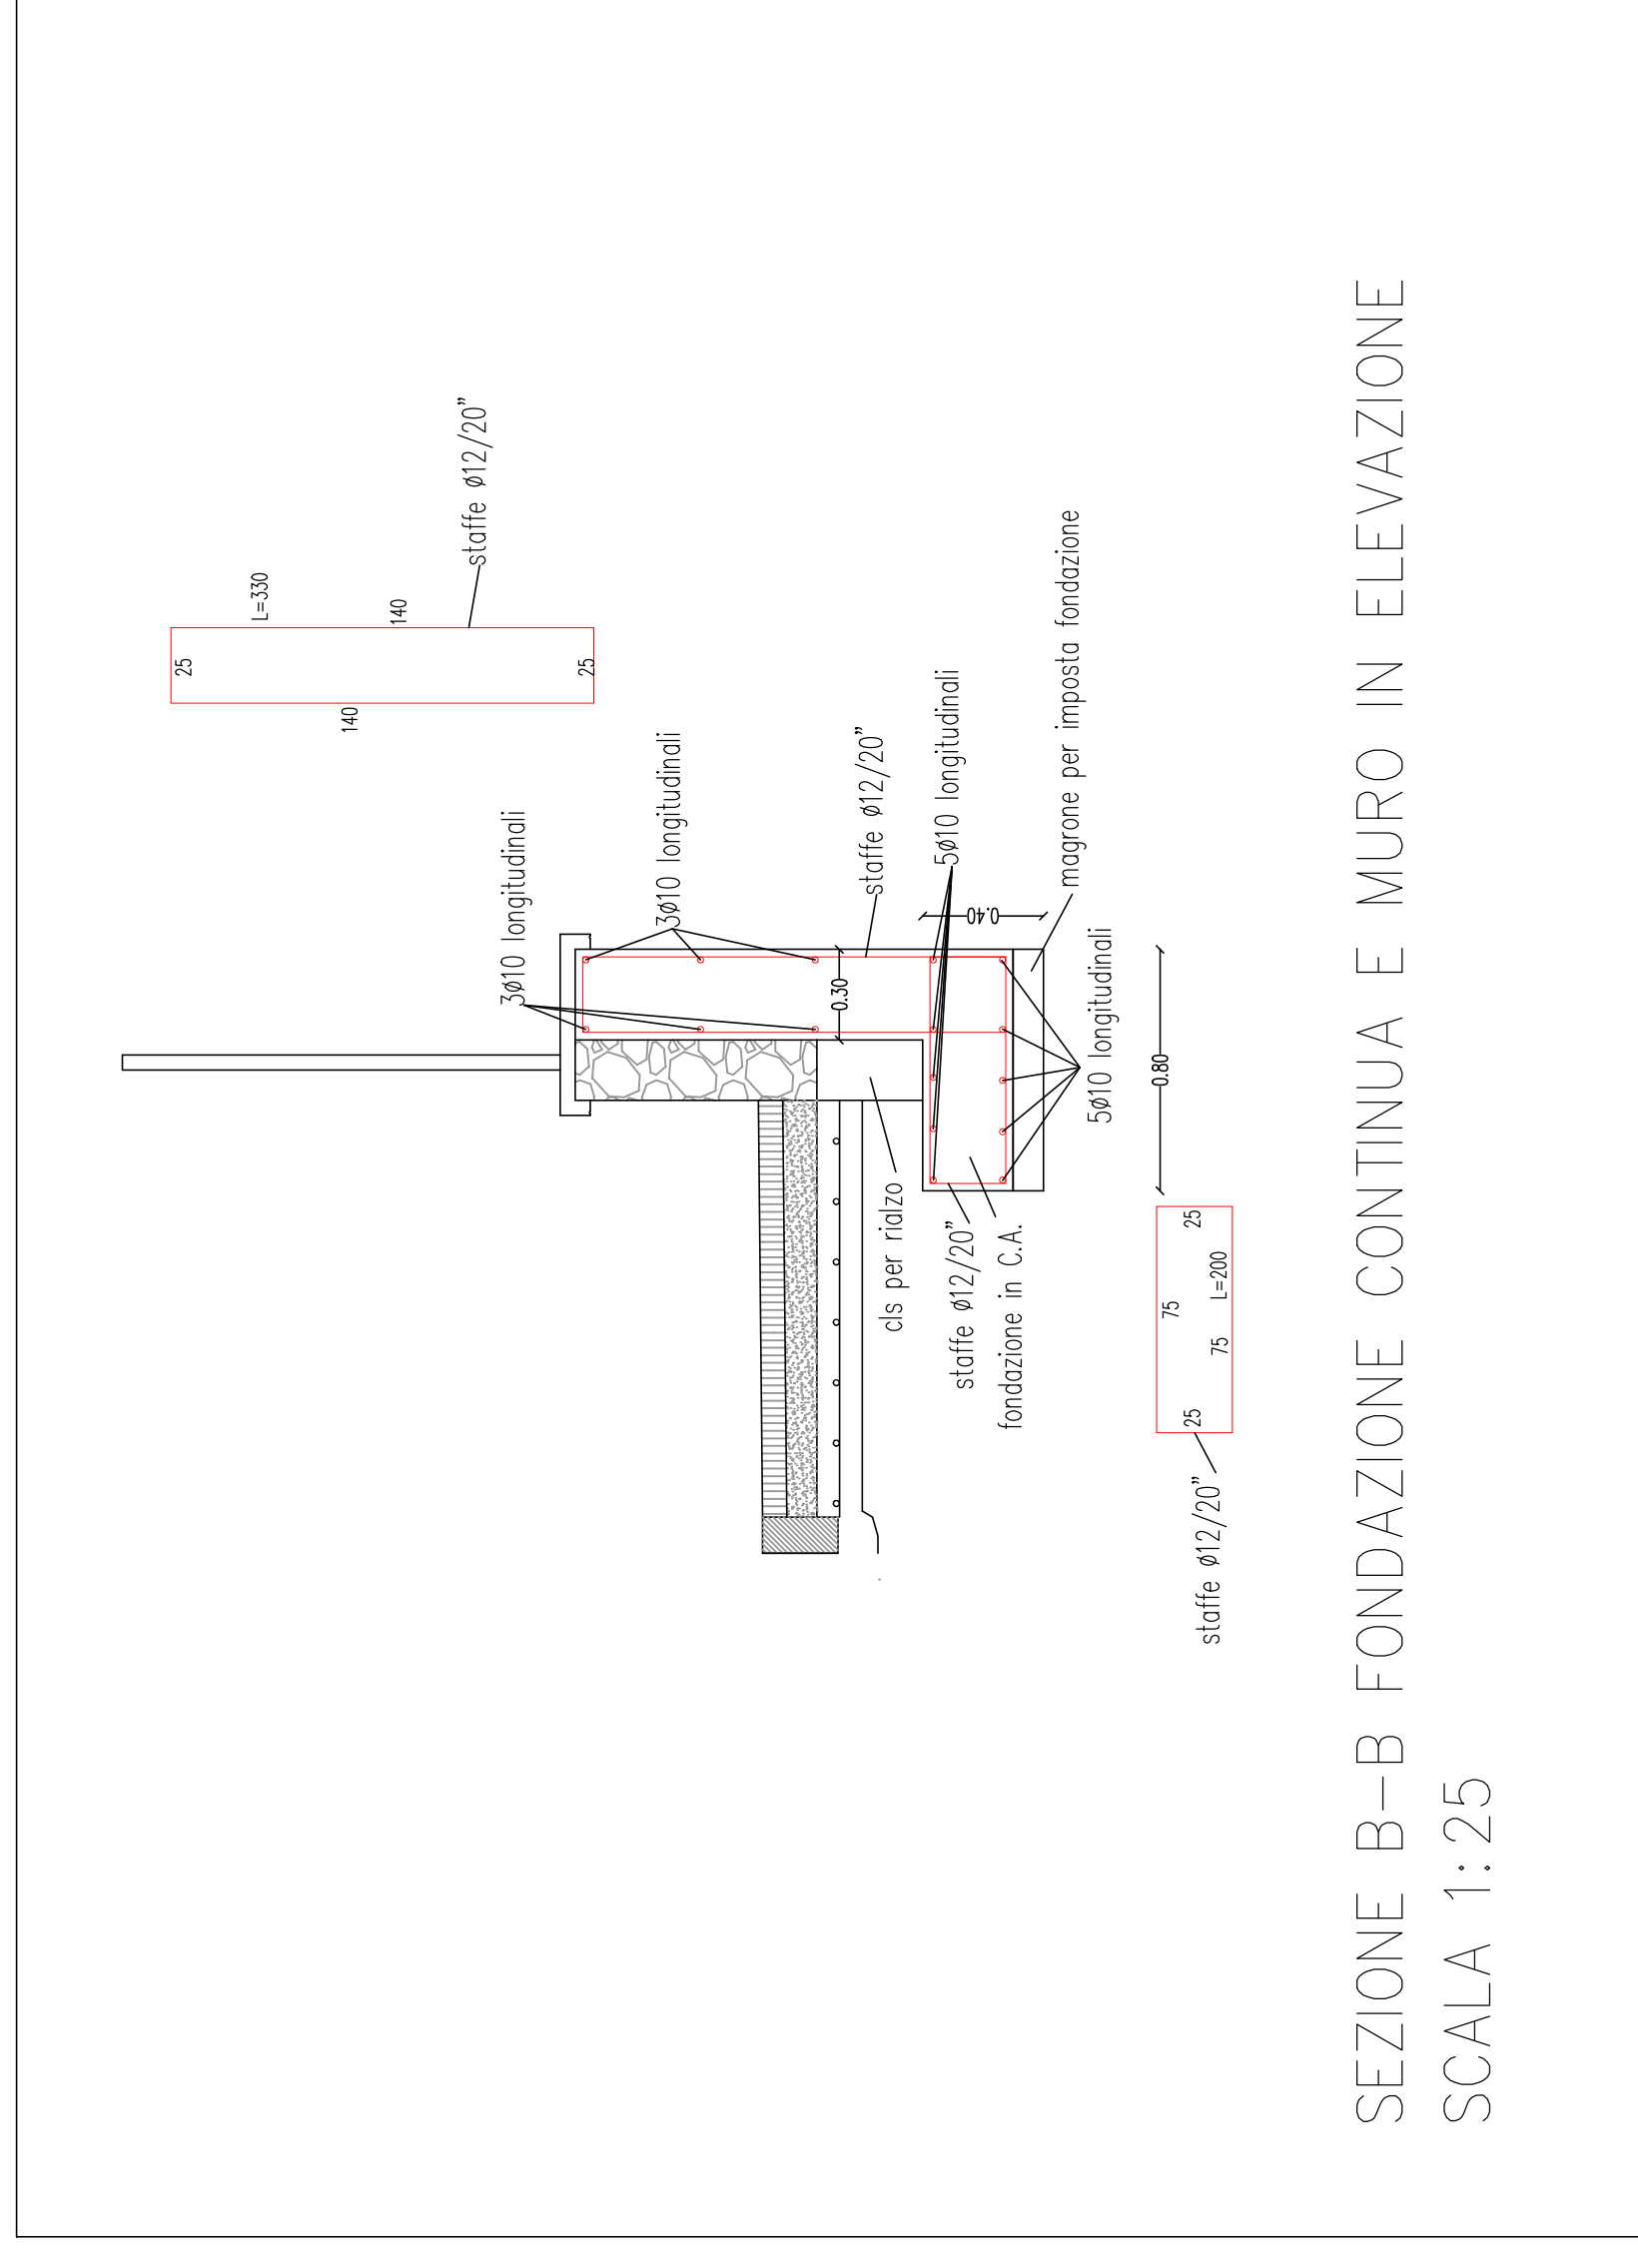 25
L=330
140
140
25
staffe ø12/20”
3ø10 longitudinali
3ø10 longitudinali
staffe ø12/20”
5ø10 longitudinali
magrone per imposta fondazione
0.30
0.40
cls per rialzo
staffe ø12/20”
fondazione in C.A.
5ø10 longitudinali
0.80
25
75
75
L=200
25
staffe ø12/20”
SEZIONE B–B FONDAZIONE CONTINUA E MURO IN ELEVAZIONE
SCALA 1:25